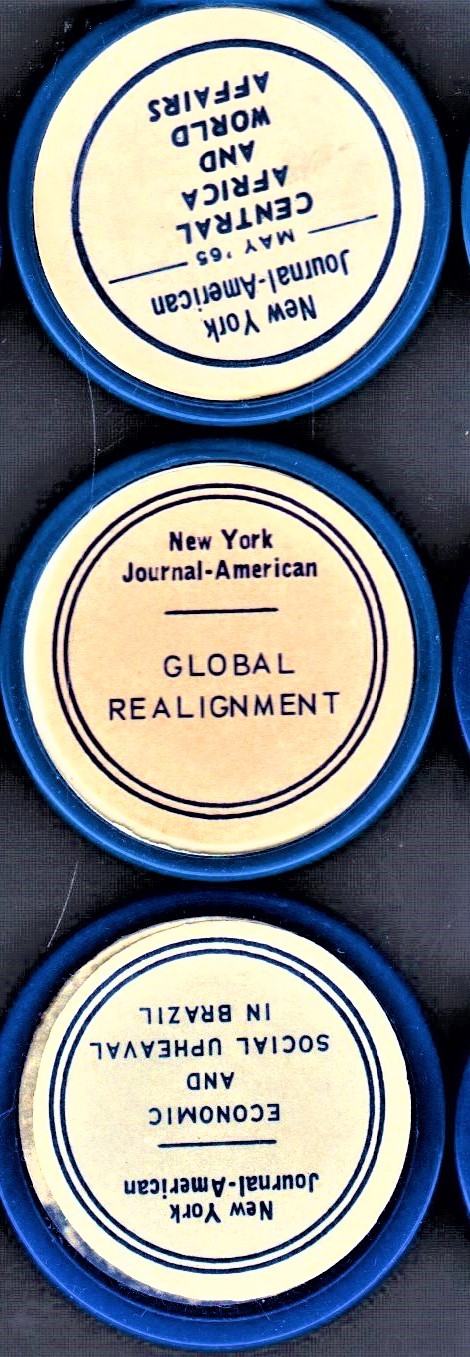 New York
Journal-American
MAY '65
CENTRAL
AFRICA
AND
WORLD
AFFAIRS
New York
Journal-American
GLOBAL
REALIGNMENT
New York
Journal-American
ECONOMIC
AND
SOCIAL UPHEAVAL
IN BRAZIL